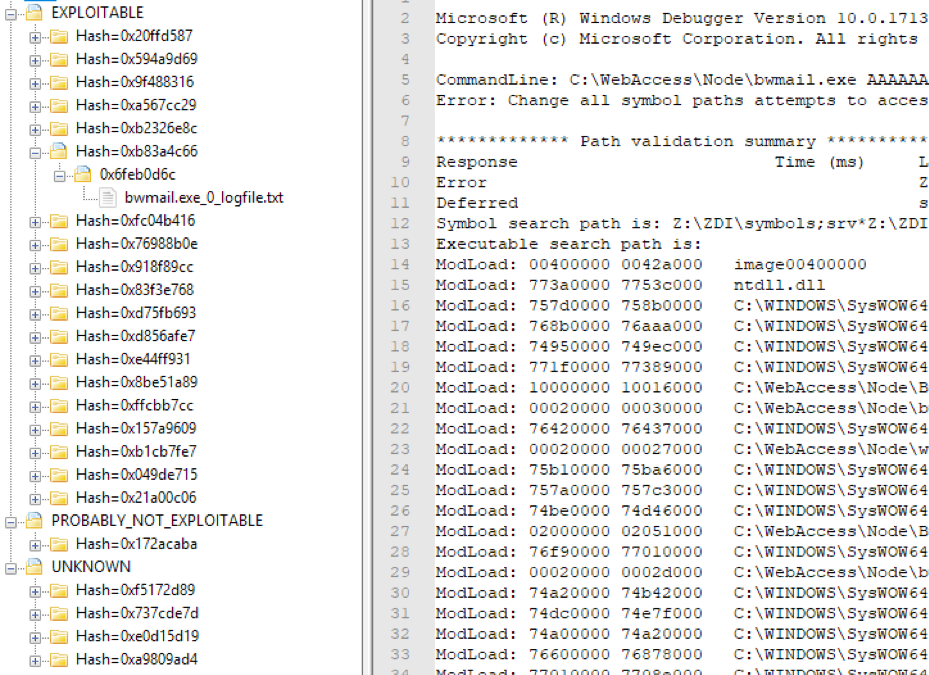 EXPLOITABLE
Hash=0x20ffd587
Hash=0x594a9d69
Hash=0x9f488316
Hash=0xa567cc29
Hash=0xb2326e8c
Hash=0xb83a4c66
0x6feb0d6c
bwmail.exe_0_logfile.txt
Hash=0xfc04b416
Hash=0x76988b0e
Hash=0x918f89cc
Hash=0x83f3e768
Hash=0xd75fb693
Hash=0xd856afe7
Hash=0xe44ff931
Hash=0x8be51a89
Hash=0xffcbb7cc
Hash=0x157a9609
Hash=0xb1cb7fe7
Hash=0x049de715
Hash=0x21a00c06
PROBABLY_NOT_EXPLOITABLE
Hash=0x172acaba
UNKNOWN
Hash=0xf5172d89
Hash=0x737cde7d
Hash=0xe0d15d19
Hash=0xa9809ad4
2 Microsoft (R) Windows Debugger Version 10.0.1713
3 Copyright (c) Microsoft Corporation. All rights
4
5 CommandLine: C:\WebAccess\Node\bwmail.exe AAAAAA
6 Error: Change all symbol paths attempts to acces
7
8 ************* Path validation summary **********
9 Response Time (ms) L
10 Error Z
11 Deferred s
12 Symbol search path is: Z:\ZDI\symbols;srv*Z:\ZDI
13 Executable search path is:
14 ModLoad: 00400000 0042a000 image00400000
15 ModLoad: 773a0000 7753c000 ntdll.dll
16 ModLoad: 757d0000 758b0000 C:\WINDOWS\SysWOW64
17 ModLoad: 768b0000 76aaa000 C:\WINDOWS\SysWOW64
18 ModLoad: 74950000 749ec000 C:\WINDOWS\SysWOW64
19 ModLoad: 771f0000 77389000 C:\WINDOWS\SysWOW64
20 ModLoad: 10000000 10016000 C:\WebAccess\Node\B
21 ModLoad: 00020000 00030000 C:\WebAccess\Node\b
22 ModLoad: 76420000 76437000 C:\WINDOWS\SysWOW64
23 ModLoad: 00020000 00027000 C:\WebAccess\Node\w
24 ModLoad: 75b10000 75ba6000 C:\WINDOWS\SysWOW64
25 ModLoad: 757a0000 757c3000 C:\WINDOWS\SysWOW64
26 ModLoad: 74be0000 74d46000 C:\WINDOWS\SysWOW64
27 ModLoad: 02000000 02051000 C:\WebAccess\Node\B
28 ModLoad: 76f90000 77010000 C:\WINDOWS\SysWOW64
29 ModLoad: 00020000 0002d000 C:\WebAccess\Node\b
30 ModLoad: 74a20000 74b42000 C:\WINDOWS\SysWOW64
31 ModLoad: 74dc0000 74e7f000 C:\WINDOWS\SysWOW64
32 ModLoad: 74a00000 74a20000 C:\WINDOWS\SysWOW64
33 ModLoad: 76600000 76878000 C:\WINDOWS\SysWOW64
34 ModLoad: C:\WINDOWS\SysWOW64